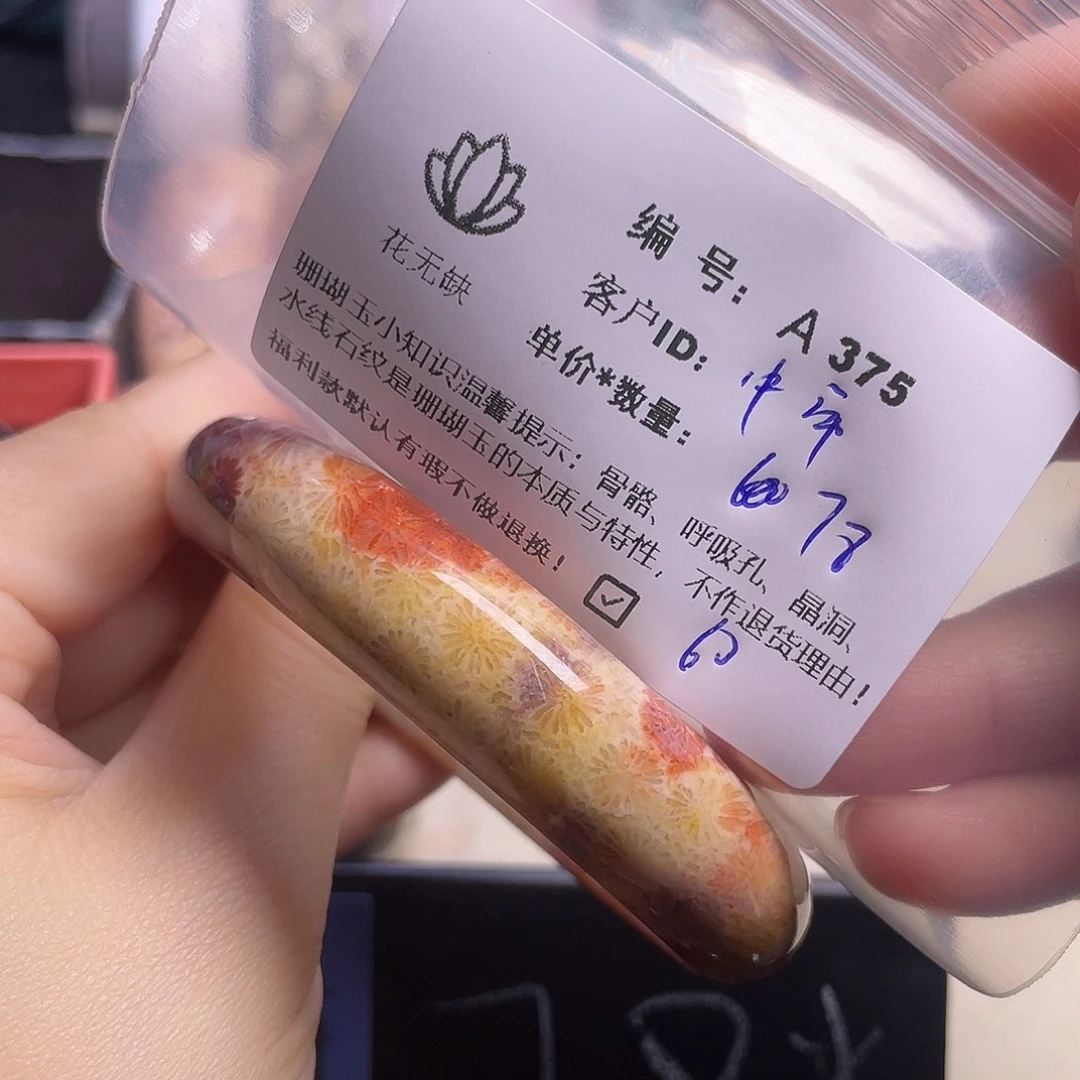 花无缺
编 号: A 375
客户ID:
单价*数量:
珊瑚玉小知识温馨提示: 骨骼、呼吸孔、晶洞、
水线石纹是珊瑚玉的本质与特性, 不作退货理由!
福利款默认有瑕不做退换!
60